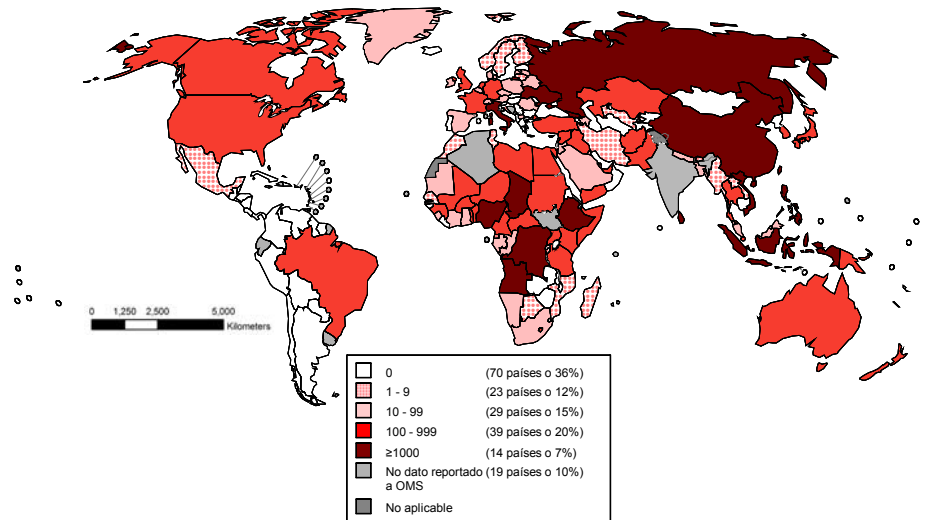 0 1,250 2,500 5,000
Kilometers
0 (70 países o 36%)
1 - 9 (23 países o 12%)
10 - 99 (29 países o 15%)
100 - 999 (39 países o 20%)
≥1000 (14 países o 7%)
No dato reportado (19 países o 10%)
a OMS
No aplicable